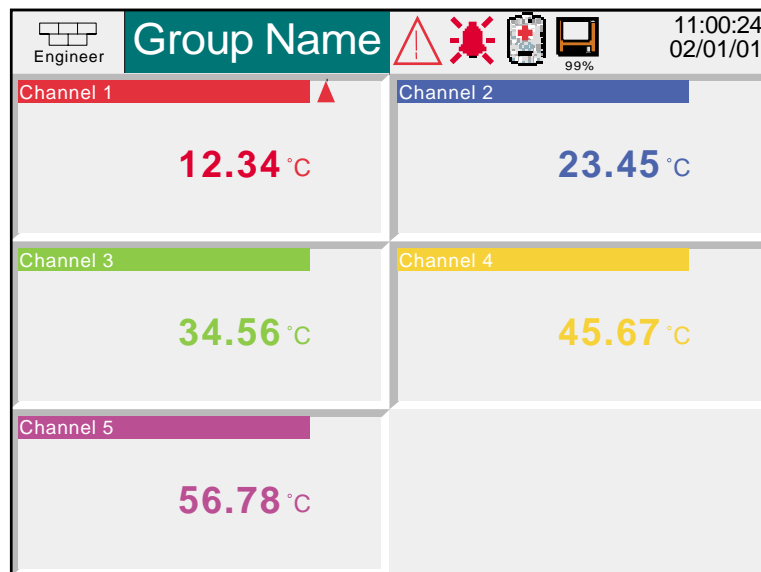 Engineer
Group Name
99%
11:00:24
02/01/01
Channel 1
12.34 °C
Channel 2
23.45 °C
Channel 3
34.56 °C
Channel 4
45.67 °C
Channel 5
56.78 °C